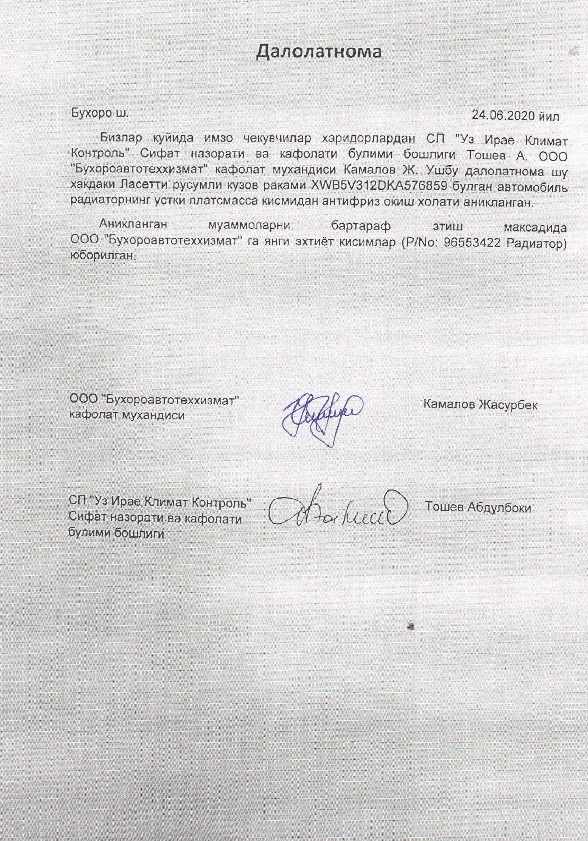 Далолатнома
Бухоро ш. 24.06.2020 йил
Бизлар куйида имзо чекувчилар харидорлардан СП "Уз Ирае Климат
Контроль" Сифат назорати ва кафолати булими бошлиги Тошев А. ООО
"Бухороавтотеххизмат" кафолат мухандиси Камалов Ж. Ушбу далолатнома шу
хакдаки Ласетти русумли кузов раками XWB5V312DKA576859 булган автомобиль
радиаторнинг устки платсмасса кисмидан антифриз окиш холати аникланган.
Аникланган муаммоларни бартараф этиш максадида
ООО "Бухороавтотеххизмат" га янги эхтиёт кисимлар (P/No: 96553422 Радиатор)
юборилган.
ООО "Бухороавтотеххизмат"
кафолат мухандиси
Камалов Жасурбек
СП "Уз Ирае Климат Контроль"
Сифат назорати ва кафолати
булими бошлиги
Тошев Абдулбоки